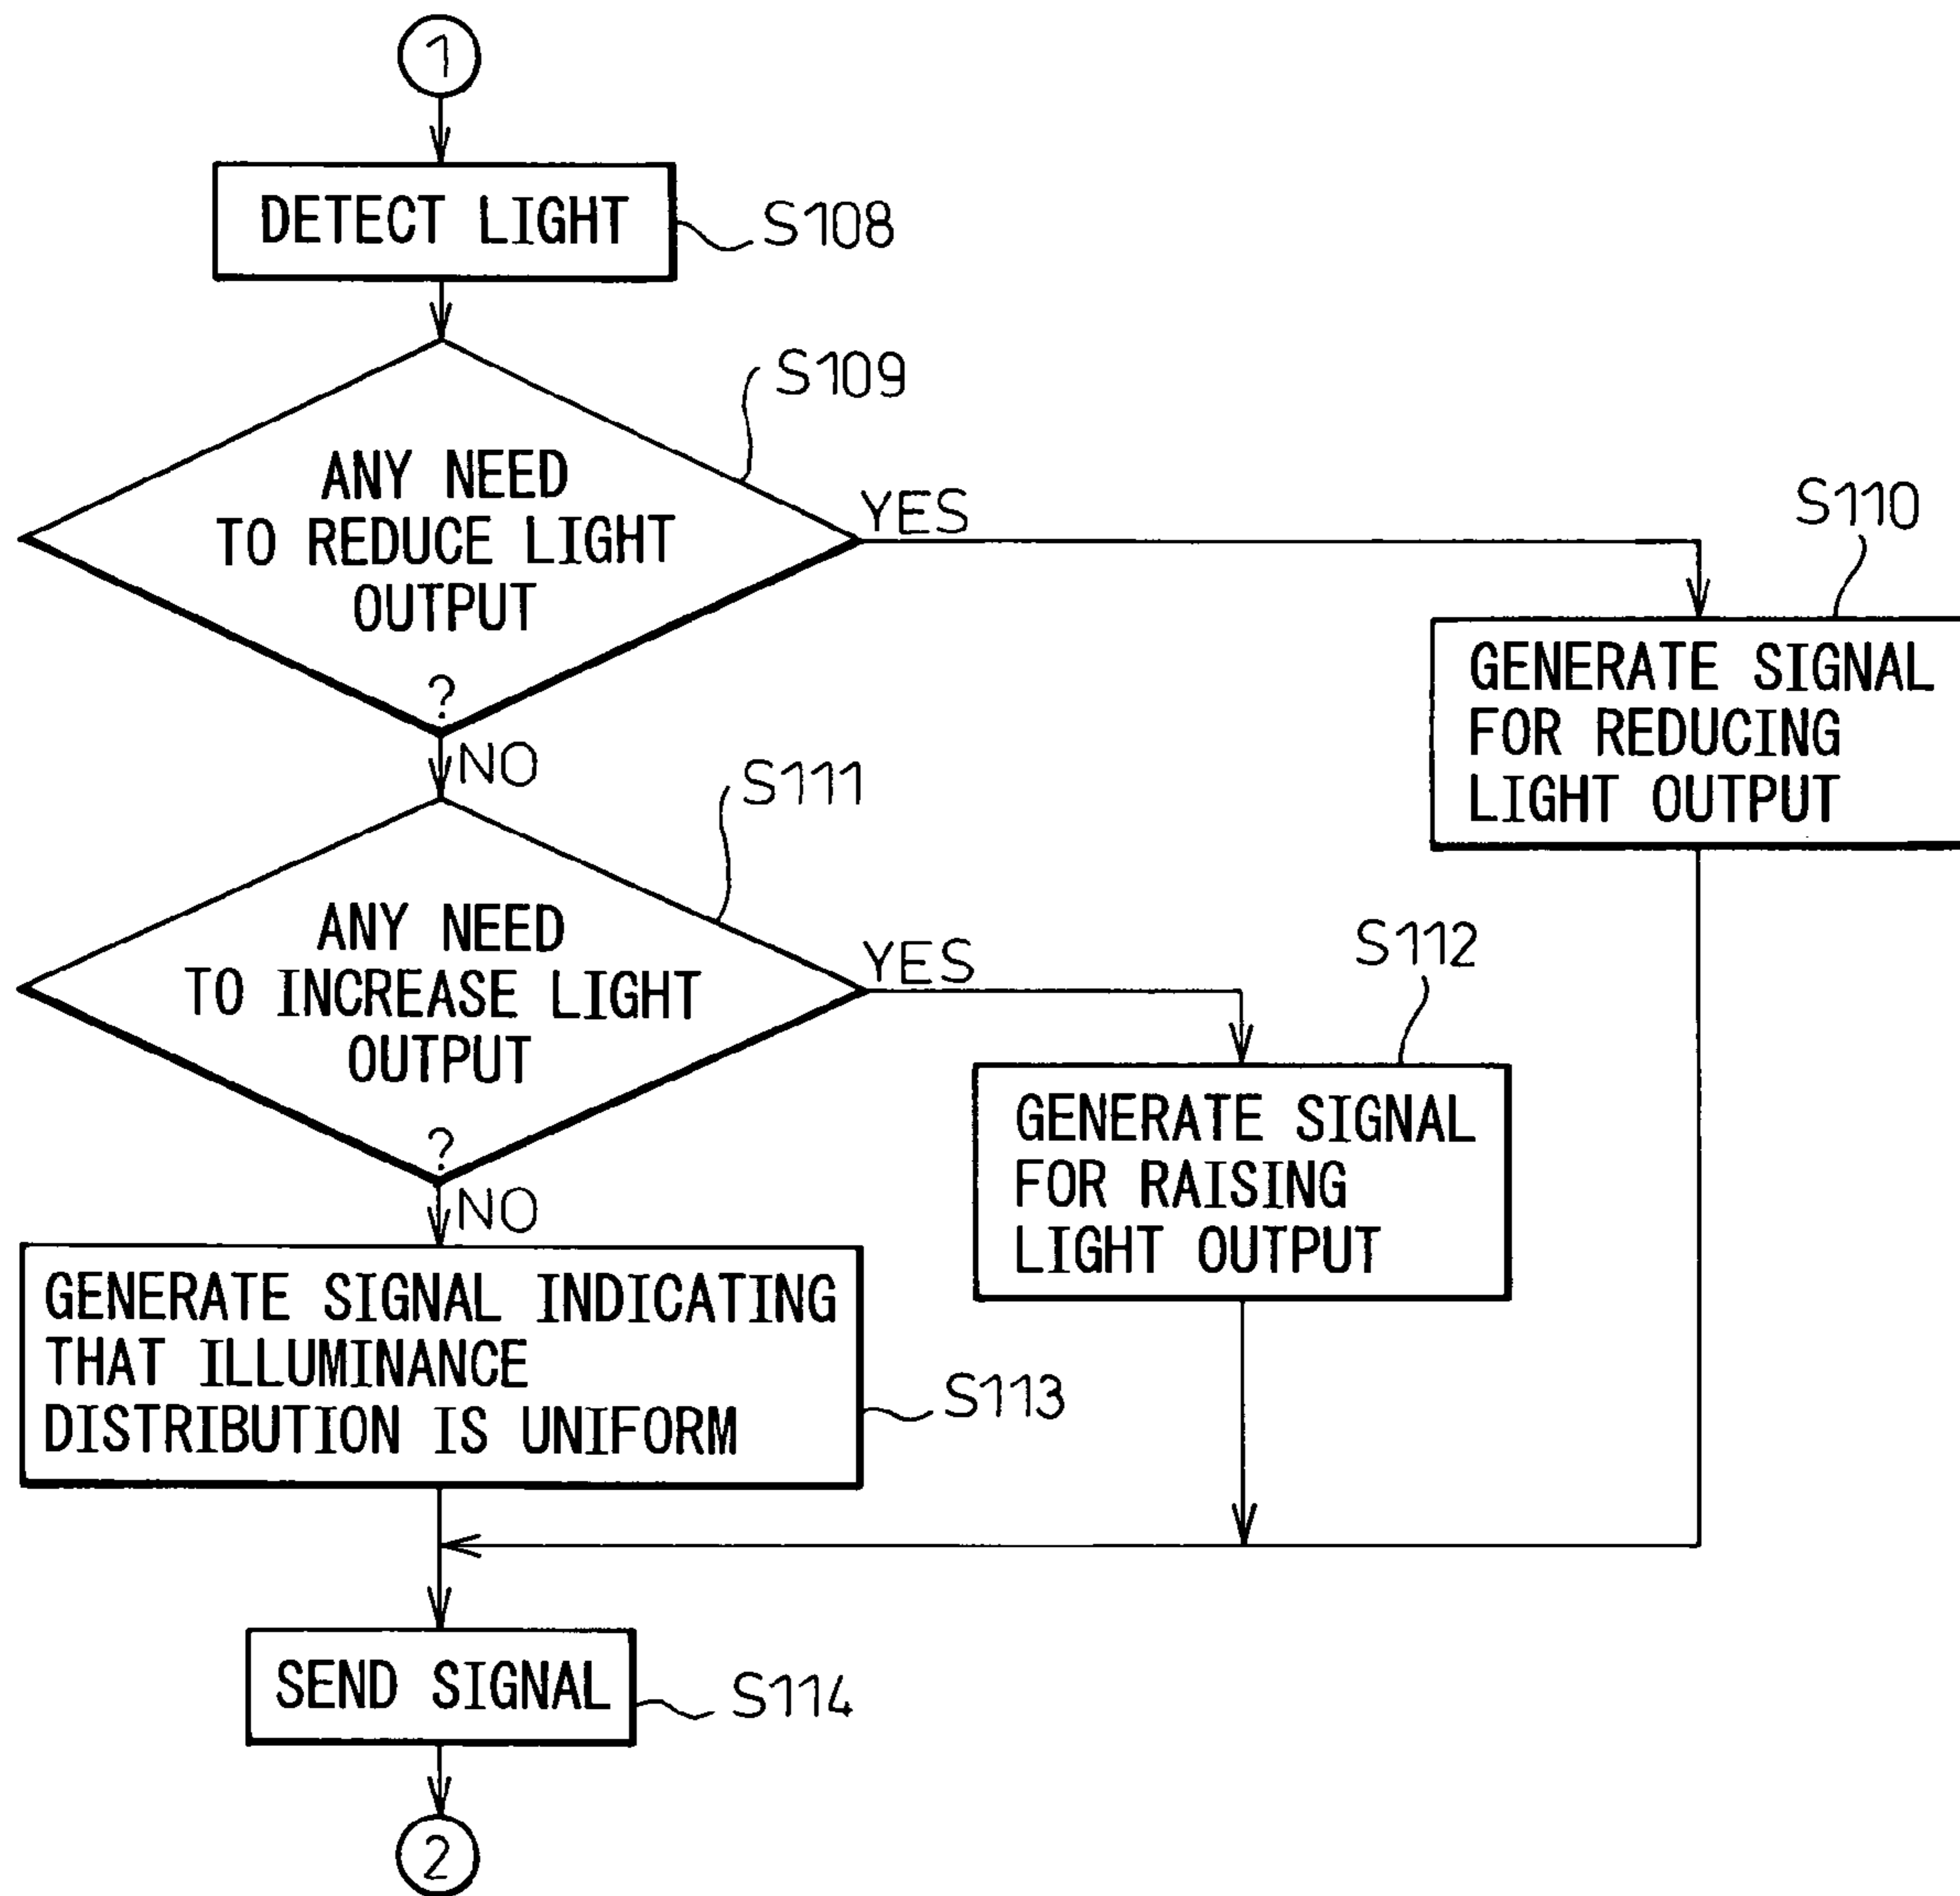 1
DETECT LIGHT
S108
S109
ANY NEED
TO REDUCE LIGHT
OUTPUT
?
YES
NO
S110
GENERATE SIGNAL
FOR REDUCING
LIGHT OUTPUT
S111
ANY NEED
TO INCREASE LIGHT
OUTPUT
?
YES
NO
S112
GENERATE SIGNAL
FOR RAISING
LIGHT OUTPUT
GENERATE SIGNAL INDICATING
THAT ILLUMINANCE
DISTRIBUTION IS UNIFORM
S113
SEND SIGNAL
S114
2